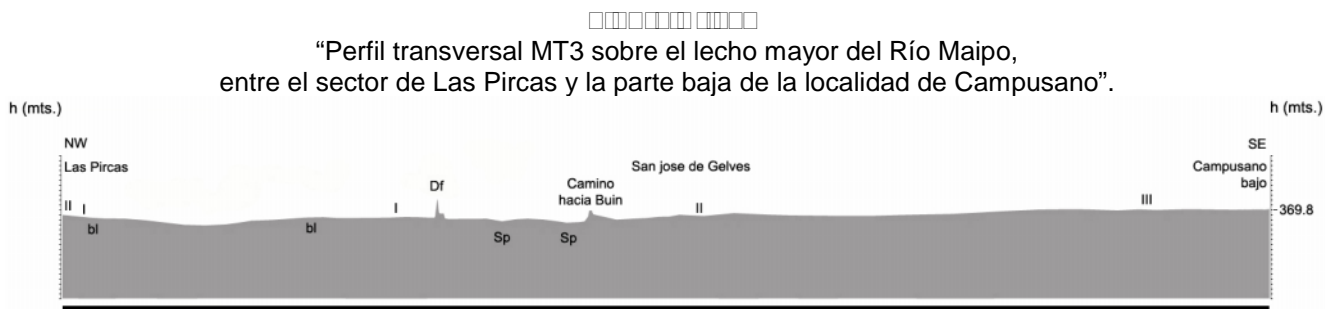 “Perfil transversal MT3 sobre el lecho mayor del Río Maipo,
entre el sector de Las Pircas y la parte baja de la localidad de Campusano”.
h (mts.)
h (mts.)
NW
SE
Las Pircas
San jose de Gelves
Campusano
bajo
Df
Camino
hacia Buin
II
I
I
II
III
369.8
bl
bl
Sp
Sp